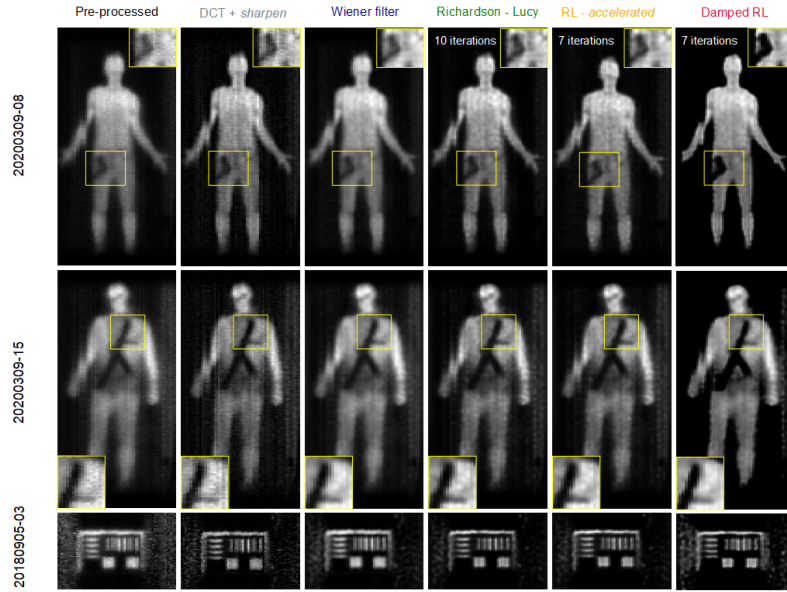 Pre-processed DCT + sharpen Wiener filter Richardson - Lucy RL - accelerated Damped RL
20200309-08
10 iterations 7 iterations 7 iterations
20200309-15
20180905-03